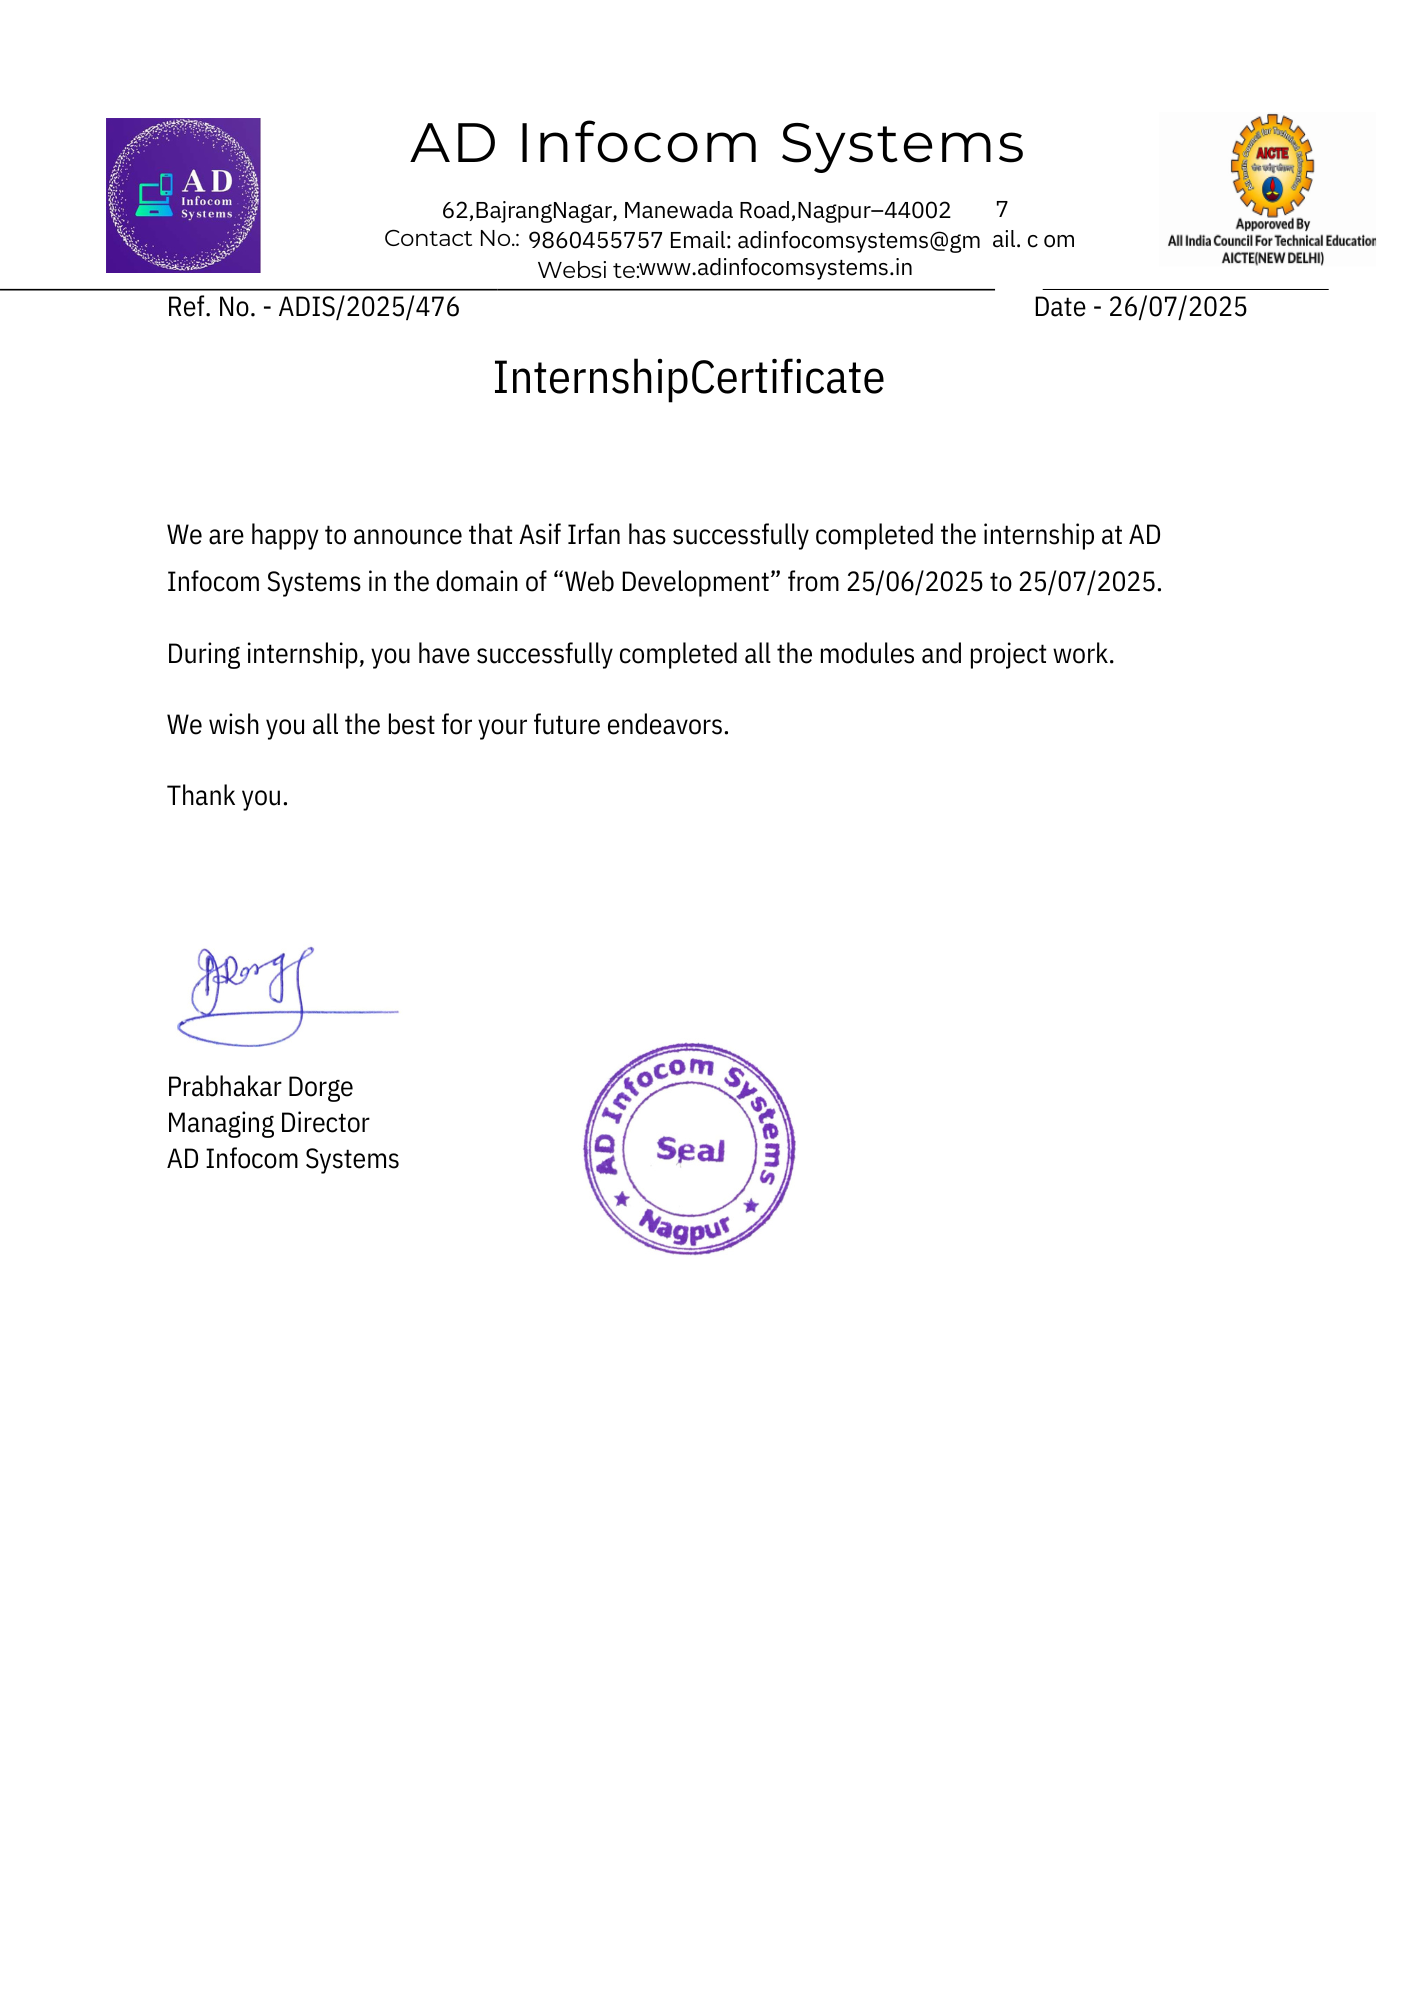 AD Infocom Systems
AD
Infocom
Systems
62,BajrangNagar, Manewada Road,Nagpur–44002 7
Contact No.: 9860455757 Email: adinfocomsystems@gm ail. c om
Websi te:www.adinfocomsystems.in
AICTE
Apporoved By
All India Council For Technical Education
AICTE(NEW DELHI)
Ref. No. - ADIS/2025/476 Date - 26/07/2025
InternshipCertificate
We are happy to announce that Asif Irfan has successfully completed the internship at AD
Infocom Systems in the domain of “Web Development” from 25/06/2025 to 25/07/2025.
During internship, you have successfully completed all the modules and project work.
We wish you all the best for your future endeavors.
Thank you.
Prabhakar Dorge
Managing Director
AD Infocom Systems
AD Infocom Systems
Seal
Nagpur